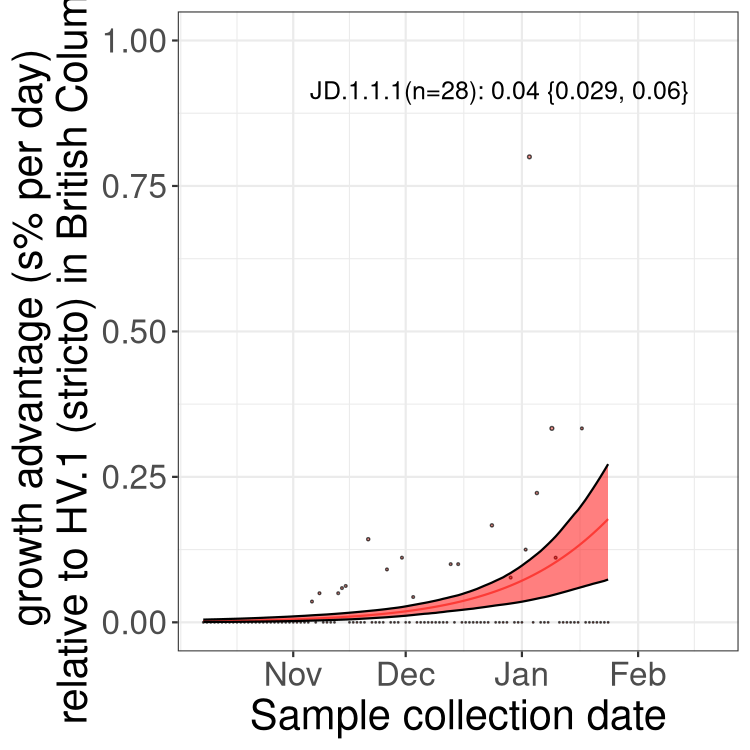 growth advantage (s% per day)
relative to HV.1 (stricto) in British Colum
1.00
0.75
0.50
0.25
0.00
JD.1.1.1(n=28): 0.04 {0.029, 0.06}
Nov Dec Jan Feb
Sample collection date